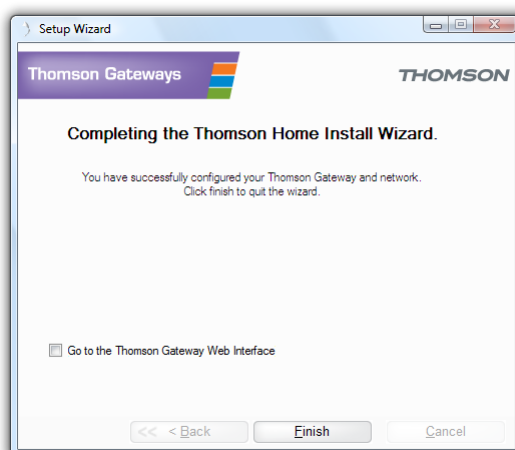 Setup Wizard
Thomson Gateways
THOMSON
Completing the Thomson Home Install Wizard.
You have successfully configured your Thomson Gateway and network.
Click finish to quit the wizard.
Go to the Thomson Gateway Web Interface
<< < Back
Finish
Cancel